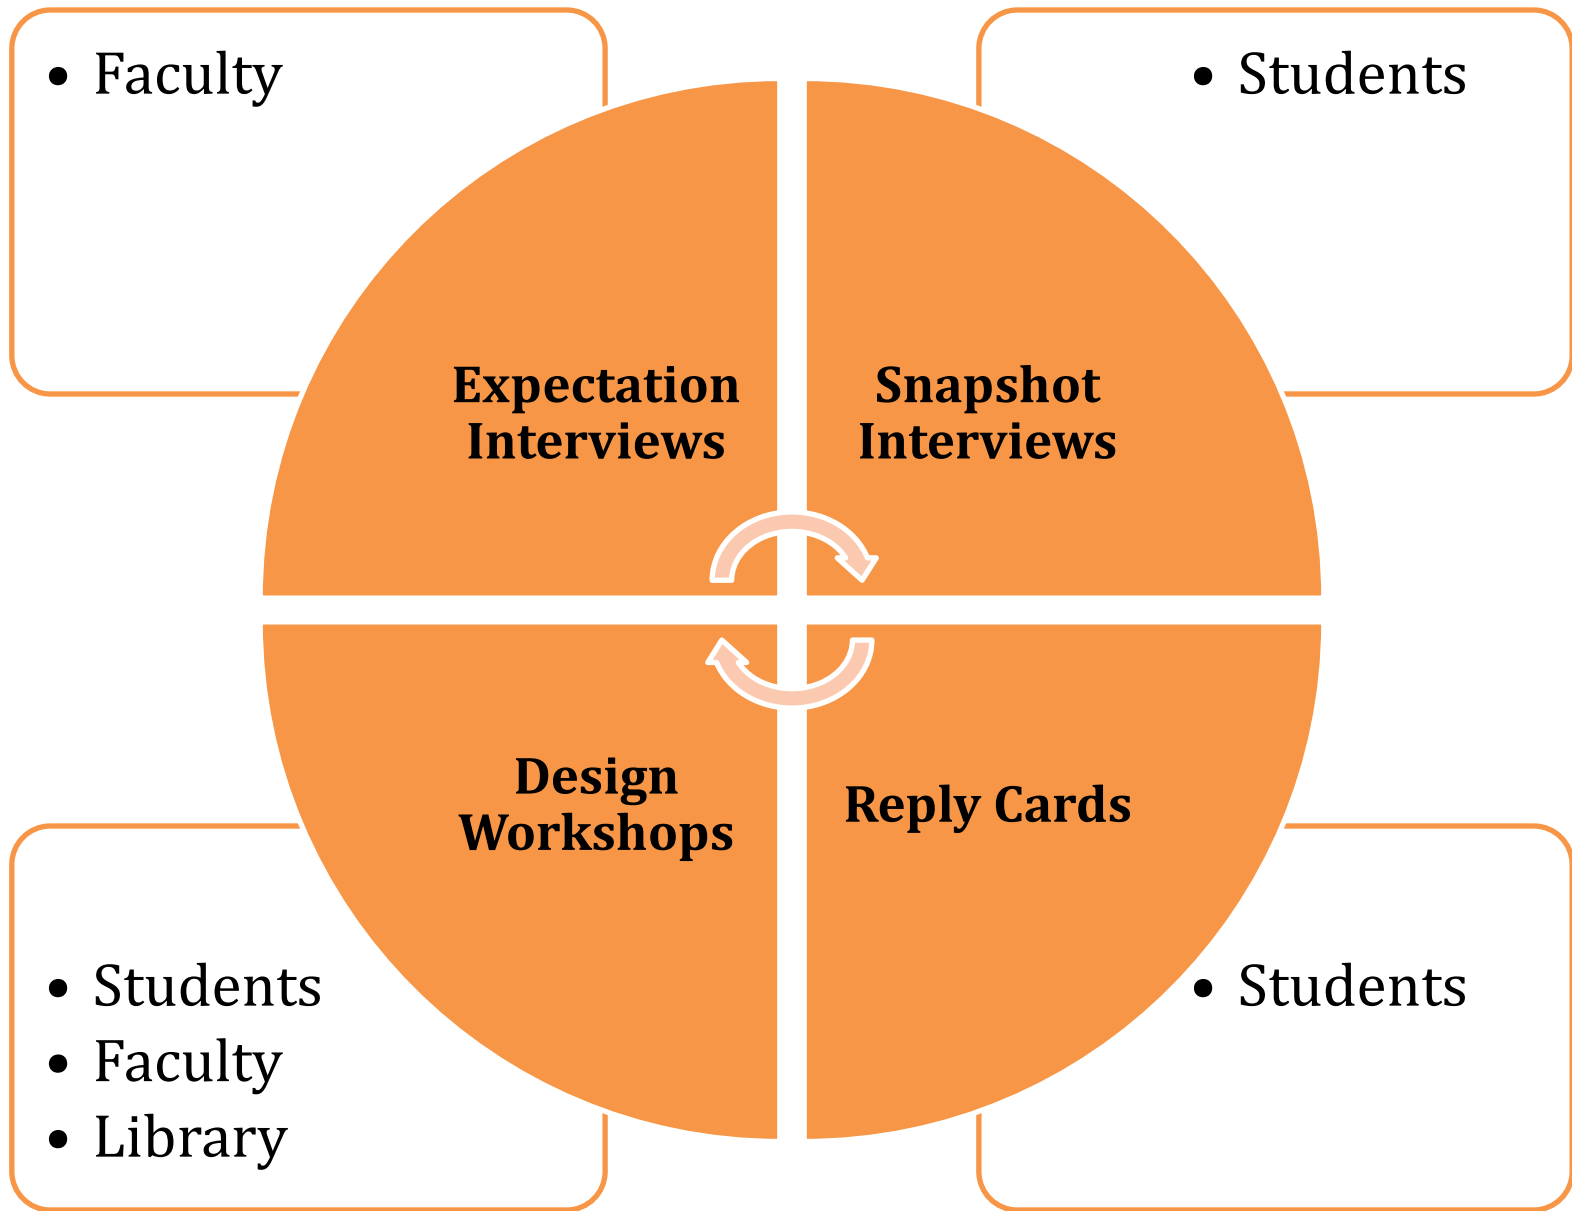 • Faculty
• Students
Expectation
Interviews
Snapshot
Interviews
Design
Workshops
Reply Cards
• Students
• Faculty
• Library
• Students